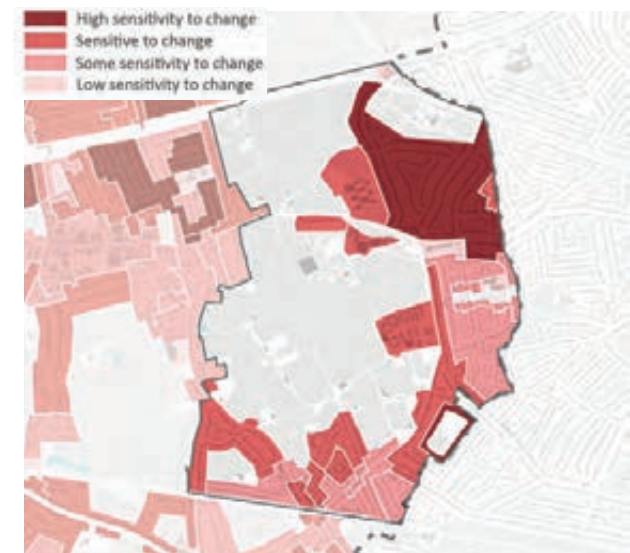 High sensitivity to change
Sensitive to change
Some sensitivity to change
Low sensitivity to change